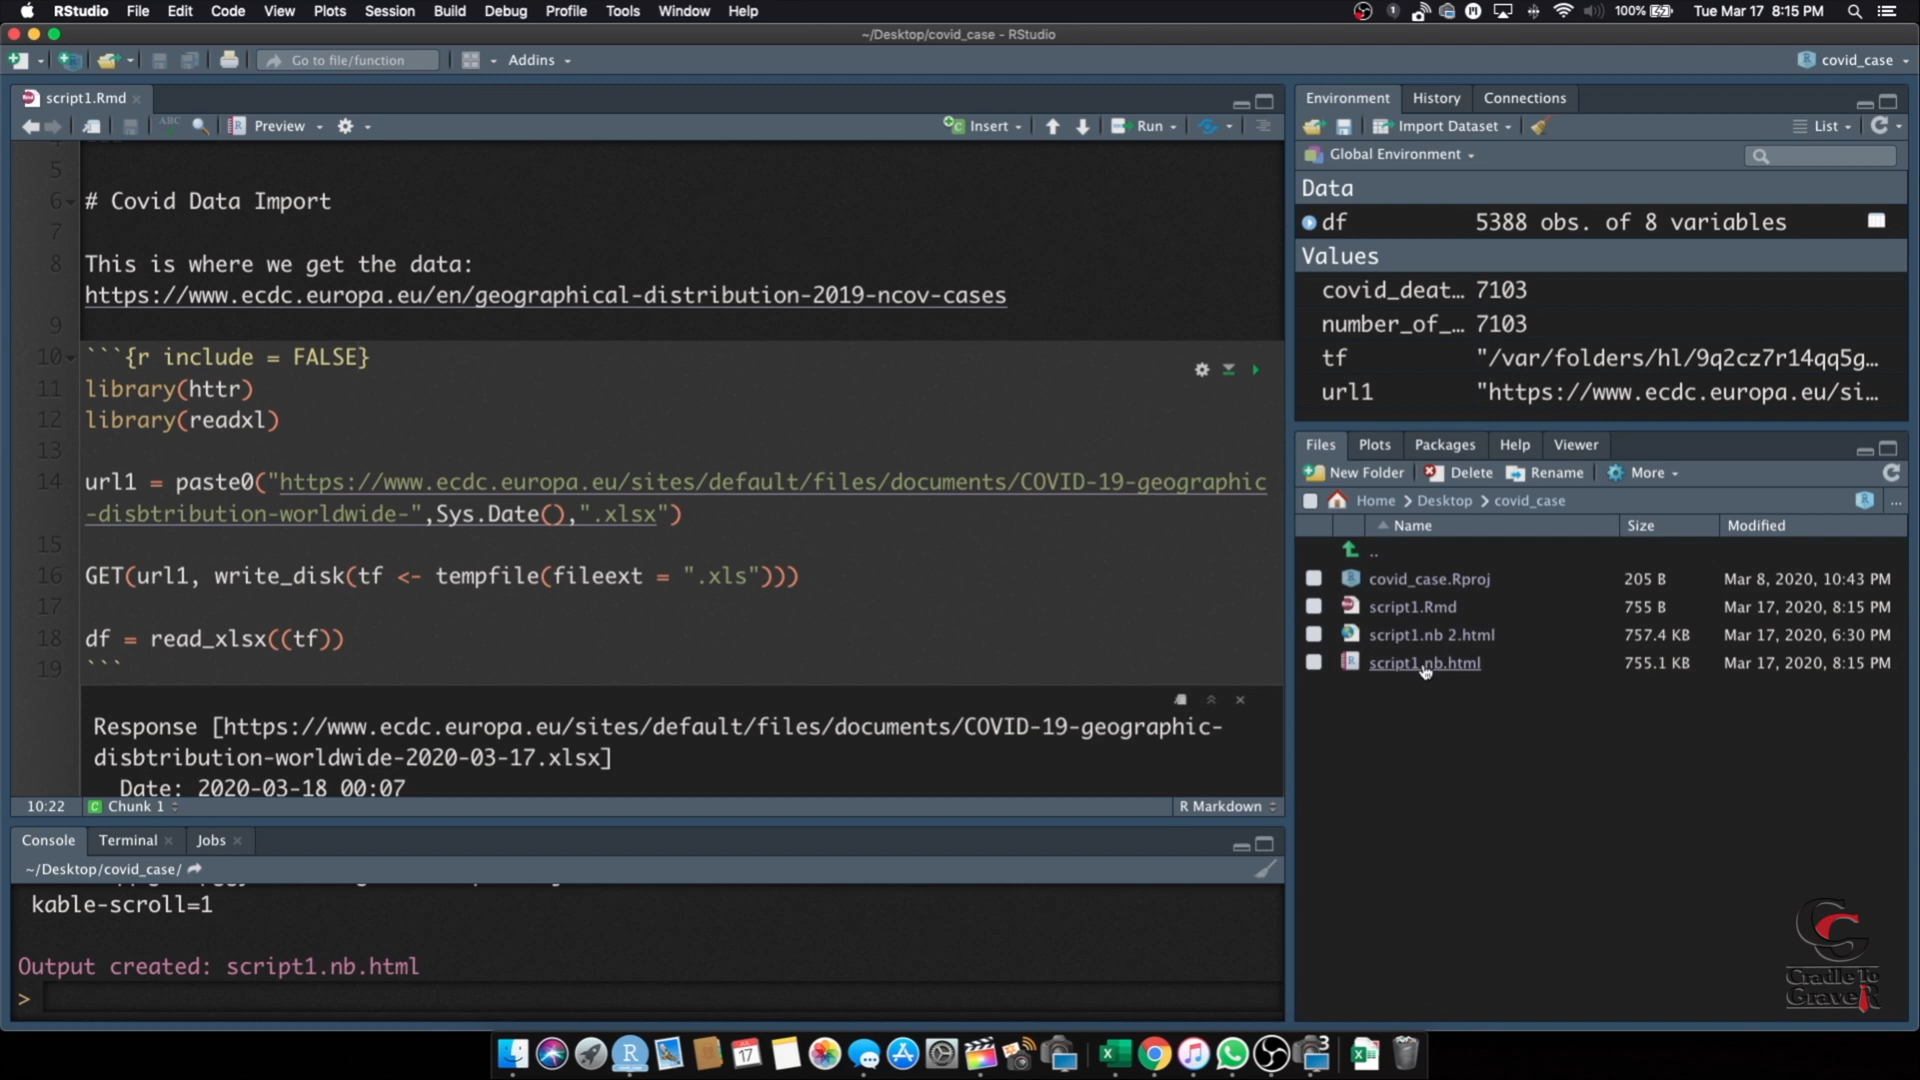 RStudio File Edit Code View Plots Session Build Debug Profile Tools Window Help
100% Tue Mar 17 8:15 PM
~/Desktop/covid_case - RStudio
Go to file/function Addins covid_case
script1.Rmd
ABC Preview Insert Run
5
6 # Covid Data Import
7
8 This is where we get the data:
https://www.ecdc.europa.eu/en/geographical-distribution-2019-ncov-cases
9
10 ```{r include = FALSE}
11 library(httr)
12 library(readxl)
13
14 url1 = paste0("https://www.ecdc.europa.eu/sites/default/files/documents/COVID-19-geographic
-disbtribution-worldwide-",Sys.Date(),".xlsx")
15
16 GET(url1, write_disk(tf <- tempfile(fileext = ".xls")))
17
18 df = read_xlsx((tf))
19 ```
Response [https://www.ecdc.europa.eu/sites/default/files/documents/COVID-19-geographic-
disbtribution-worldwide-2020-03-17.xlsx]
Date: 2020-03-18 00:07
10:22 C Chunk 1 R Markdown
Console Terminal Jobs
~/Desktop/covid_case/
kable-scroll=1
Output created: script1.nb.html
>
Environment History Connections
Import Dataset List
Global Environment
Data
df 5388 obs. of 8 variables
Values
covid_deat… 7103
number_of_… 7103
tf "/var/folders/hl/9q2cz7r14qq5g…
url1 "https://www.ecdc.europa.eu/si…
Files Plots Packages Help Viewer
New Folder Delete Rename More
Home Desktop covid_case ...
Name Size Modified
..
covid_case.Rproj 205 B Mar 8, 2020, 10:43 PM
script1.Rmd 755 B Mar 17, 2020, 8:15 PM
script1.nb 2.html 757.4 KB Mar 17, 2020, 6:30 PM
script1.nb.html 755.1 KB Mar 17, 2020, 8:15 PM
Cradle To
GraveR
17
3